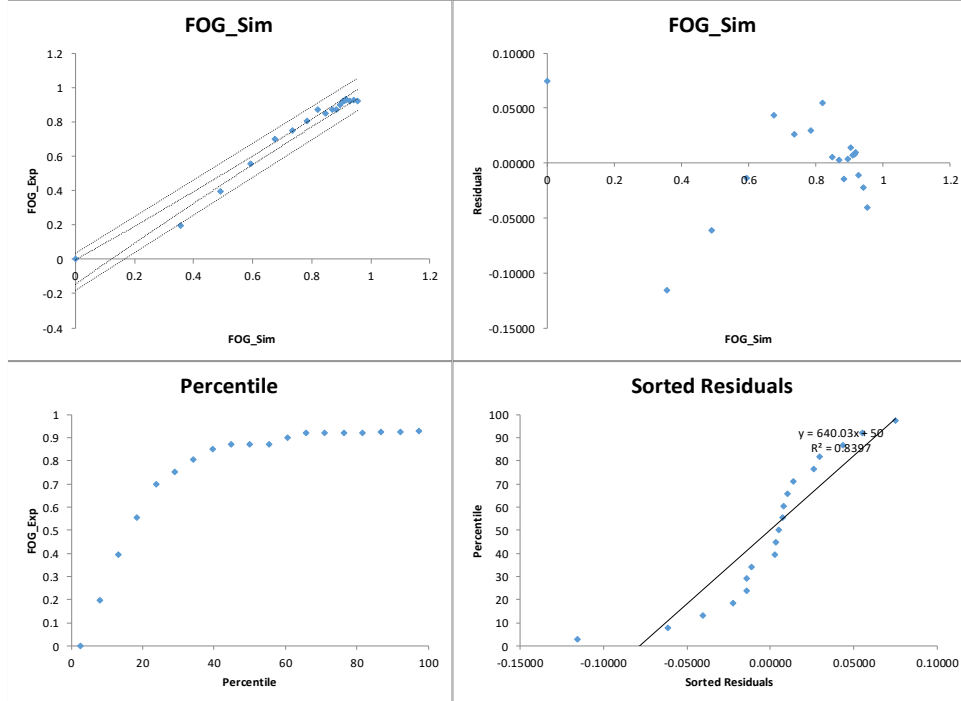 FOG_Sim
1.2
1
0.8
0.6
0.4
0.2
0
-0.2
-0.4
0 0.2 0.4 0.6 0.8 1 1.2
FOG_Exp
FOG_Sim
FOG_Sim
0.10000
0.05000
0.00000
-0.05000
-0.10000
-0.15000
0 0.2 0.4 0.6 0.8 1 1.2
Residuals
FOG_Sim
Percentile
1
0.9
0.8
0.7
0.6
0.5
0.4
0.3
0.2
0.1
0
0 20 40 60 80 100
FOG_Exp
Percentile
Sorted Residuals
100
90
80
70
60
50
40
30
20
10
0
y = 640.03x + 50
R² = 0.8397
-0.15000 -0.10000 -0.05000 0.00000 0.05000 0.10000
Percentile
Sorted Residuals